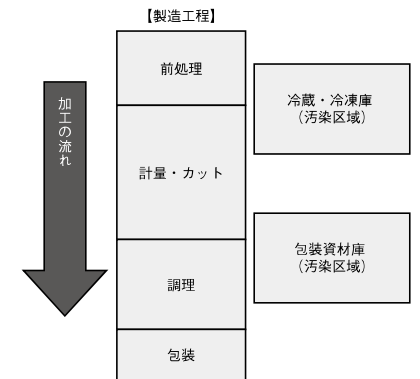 【製造工程】
前処理
冷蔵・冷凍庫
（汚染区域）
加工の流れ
計量・カット
包装資材庫
（汚染区域）
調理
包装